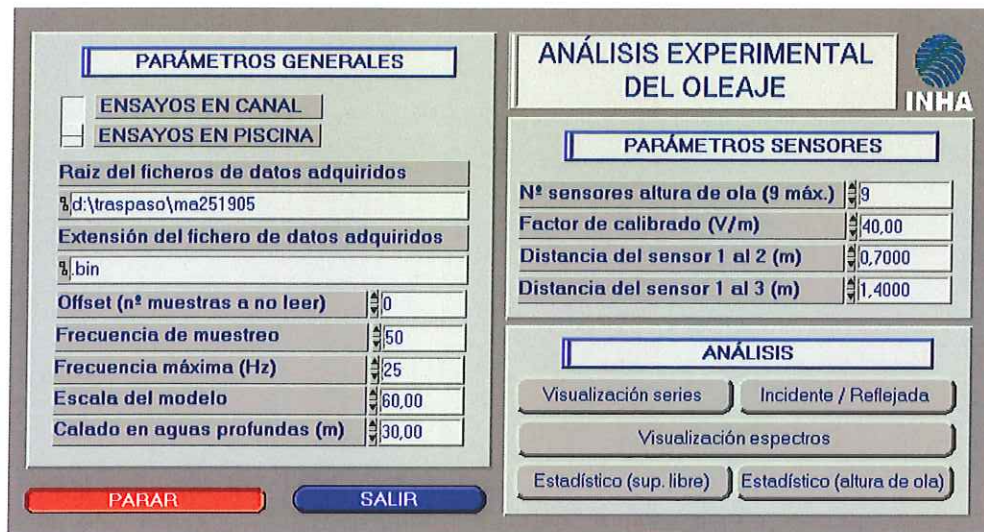 PARÁMETROS GENERALES
ENSAYOS EN CANAL
ENSAYOS EN PISCINA
Raiz del ficheros de datos adquiridos
d:\traspaso\ma251905
Extensión del fichero de datos adquiridos
.bin
Offset (nº muestras a no leer) 0
Frecuencia de muestreo 50
Frecuencia máxima (Hz) 25
Escala del modelo 60,00
Calado en aguas profundas (m) 30,00
PARAR
SALIR
ANÁLISIS EXPERIMENTAL
DEL OLEAJE
INHA
PARÁMETROS SENSORES
Nº sensores altura de ola (9 máx.) 9
Factor de calibrado (V/m) 40,00
Distancia del sensor 1 al 2 (m) 0,7000
Distancia del sensor 1 al 3 (m) 1,4000
ANÁLISIS
Visualización series
Incidente / Reflejada
Visualización espectros
Estadístico (sup. libre)
Estadístico (altura de ola)